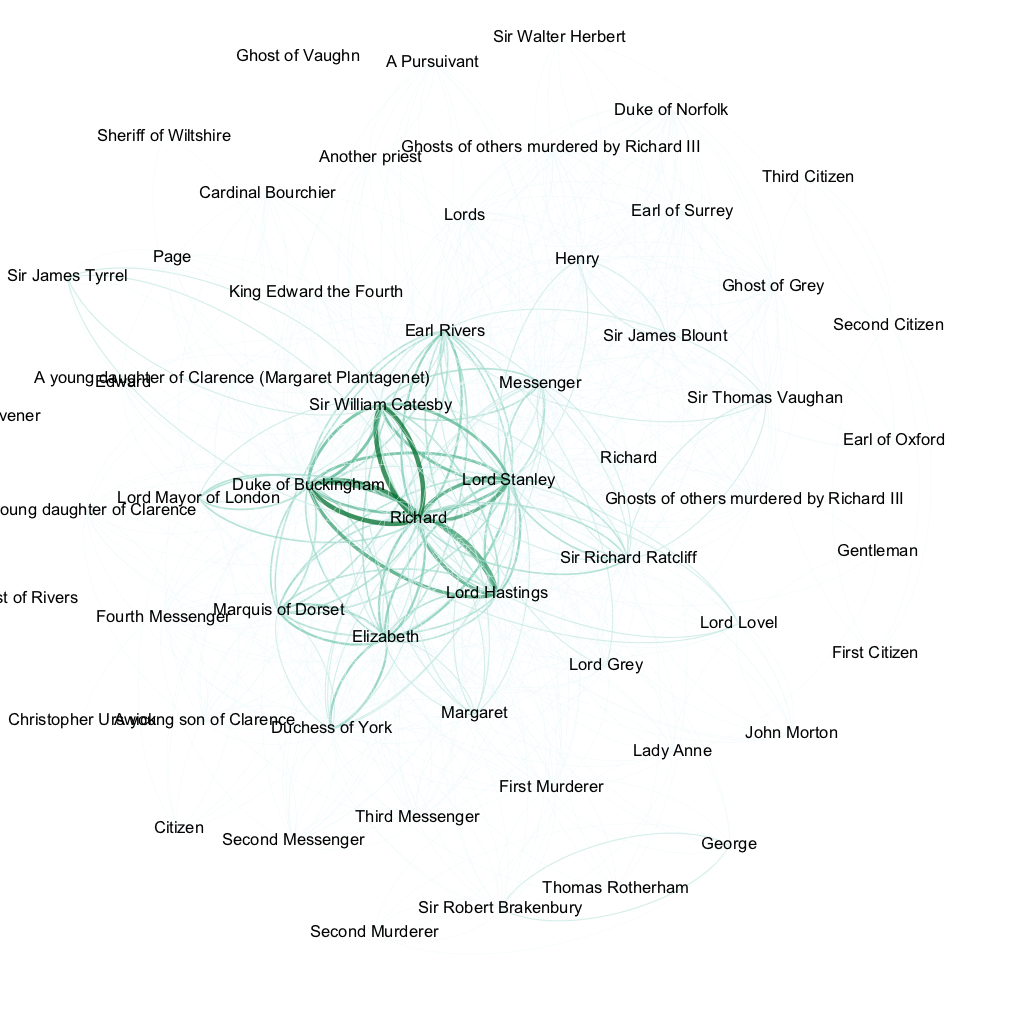 Sir Walter Herbert
Ghost of Vaughn
A Pursuivant
Duke of Norfolk
Sheriff of Wiltshire
Ghosts of others murdered by Richard III
Another priest
Third Citizen
Cardinal Bourchier
Lords
Earl of Surrey
Page
Henry
Sir James Tyrrel
Ghost of Grey
King Edward the Fourth
Second Citizen
Earl Rivers
Sir James Blount
A young daughter of Clarence (Margaret Plantagenet)
Edward
Messenger
Sir Thomas Vaughan
Sir William Catesby
vener
Earl of Oxford
Richard
Lord Stanley
Duke of Buckingham
Lord Mayor of London
Ghosts of others murdered by Richard III
oung daughter of Clarence
Richard
Gentleman
Sir Richard Ratcliff
Lord Hastings
st of Rivers
Marquis of Dorset
Fourth Messenger
Lord Lovel
Elizabeth
First Citizen
Lord Grey
Margaret
Christopher Urswick
A young son of Clarence
Duchess of York
John Morton
Lady Anne
First Murderer
Third Messenger
Citizen
Second Messenger
George
Thomas Rotherham
Sir Robert Brakenbury
Second Murderer